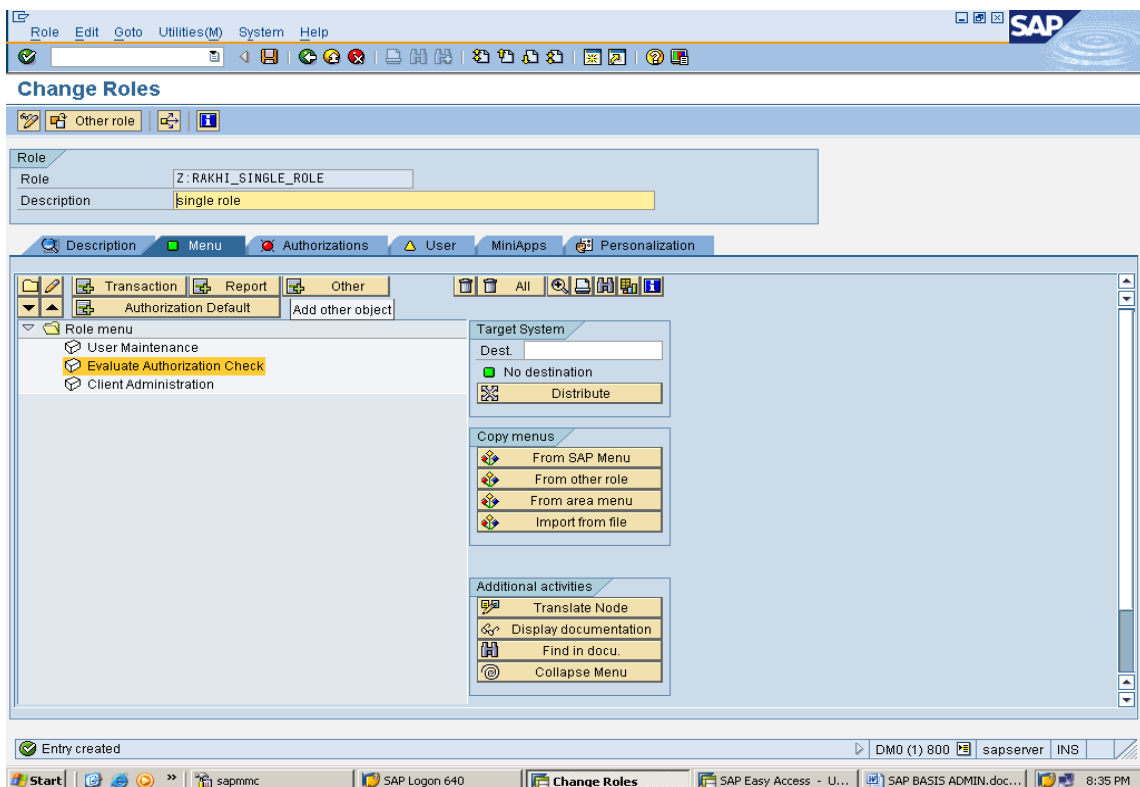 Role Edit Goto Utilities(M) System Help
SAP
Change Roles
Other role
Role
Role Z:RAKHI_SINGLE_ROLE
Description single role
Description Menu Authorizations User MiniApps Personalization
Transaction Report Other All
Authorization Default Add other object
Role menu
User Maintenance
Evaluate Authorization Check
Client Administration
Target System
Dest.
No destination
Distribute
Copy menus
From SAP Menu
From other role
From area menu
Import from file
Additional activities
Translate Node
Display documentation
Find in docu.
Collapse Menu
Entry created DM0 (1) 800 sapserver INS
Start » sapmmc SAP Logon 640 Change Roles SAP Easy Access - U... SAP BASIS ADMIN.doc... 8:35 PM